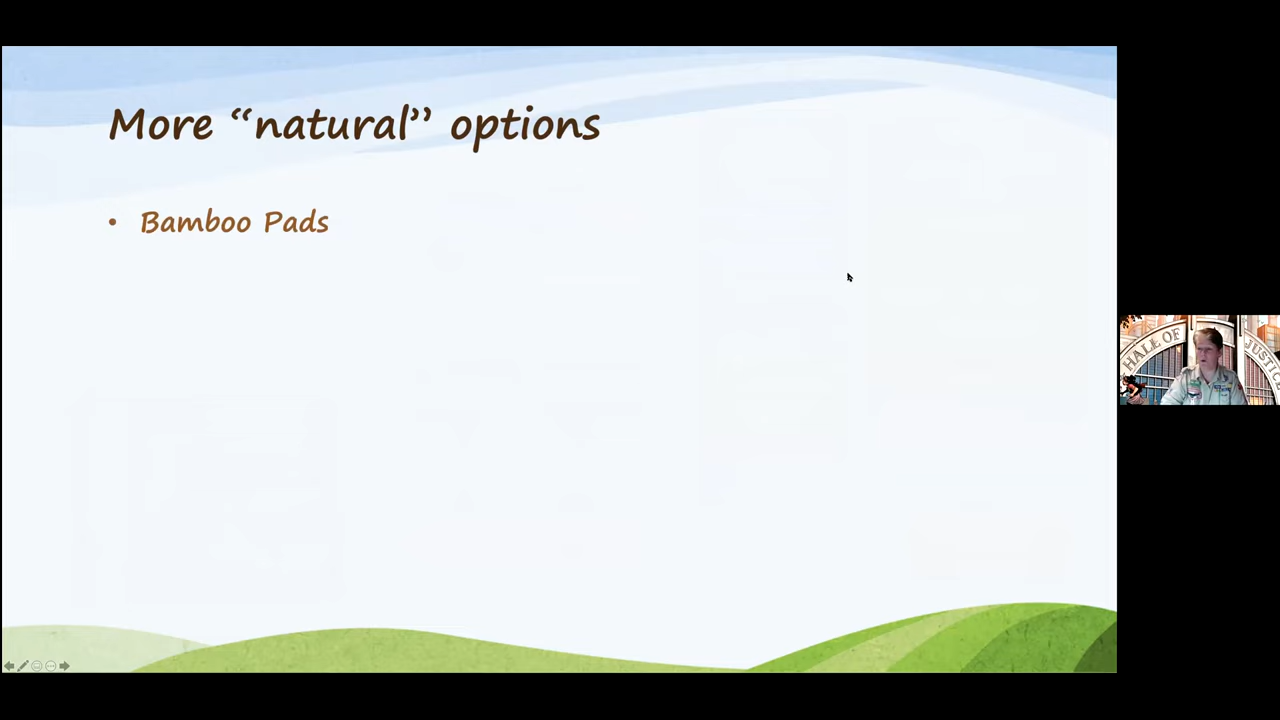 More “natural” options
• Bamboo Pads
HALL OF JUSTICE